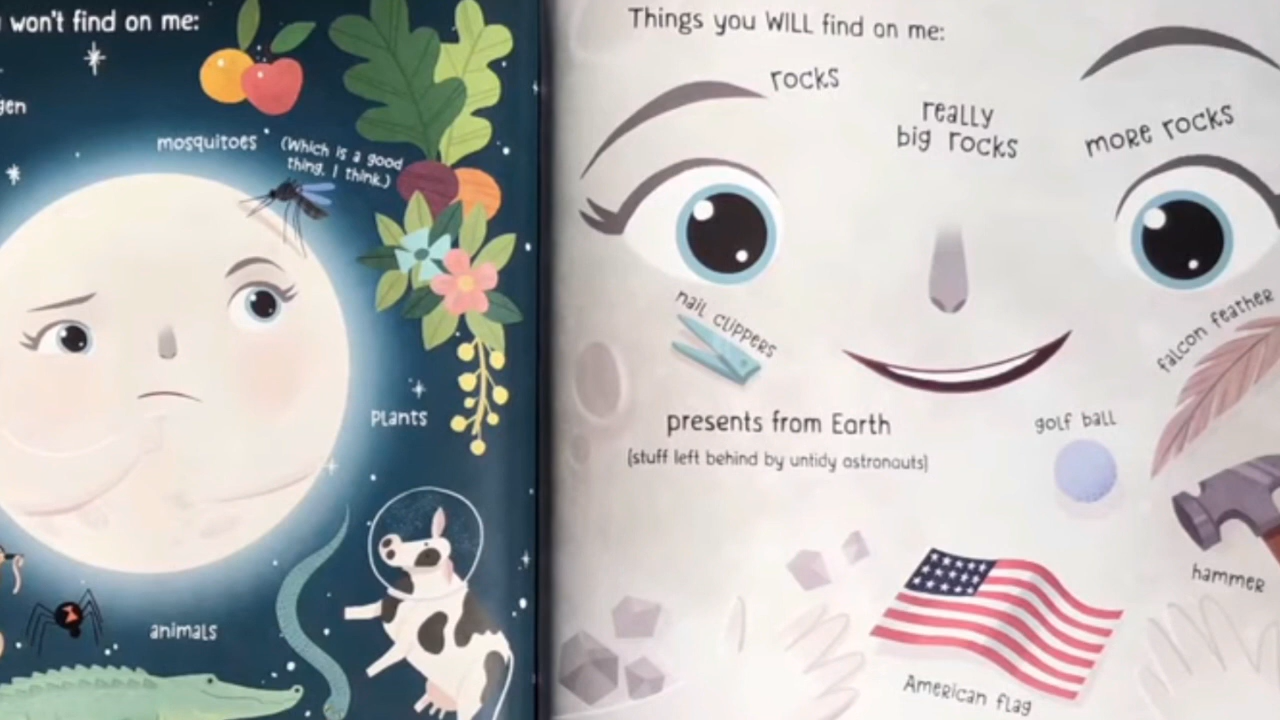 won't find on me:
mosquitoes
(Which is a good
thing, I think.)
plants
animals
Things you WILL find on me:
rocks
really
big rocks
more rocks
nail clippers
falcon feather
presents from Earth
(stuff left behind by untidy astronauts)
golf ball
hammer
American flag